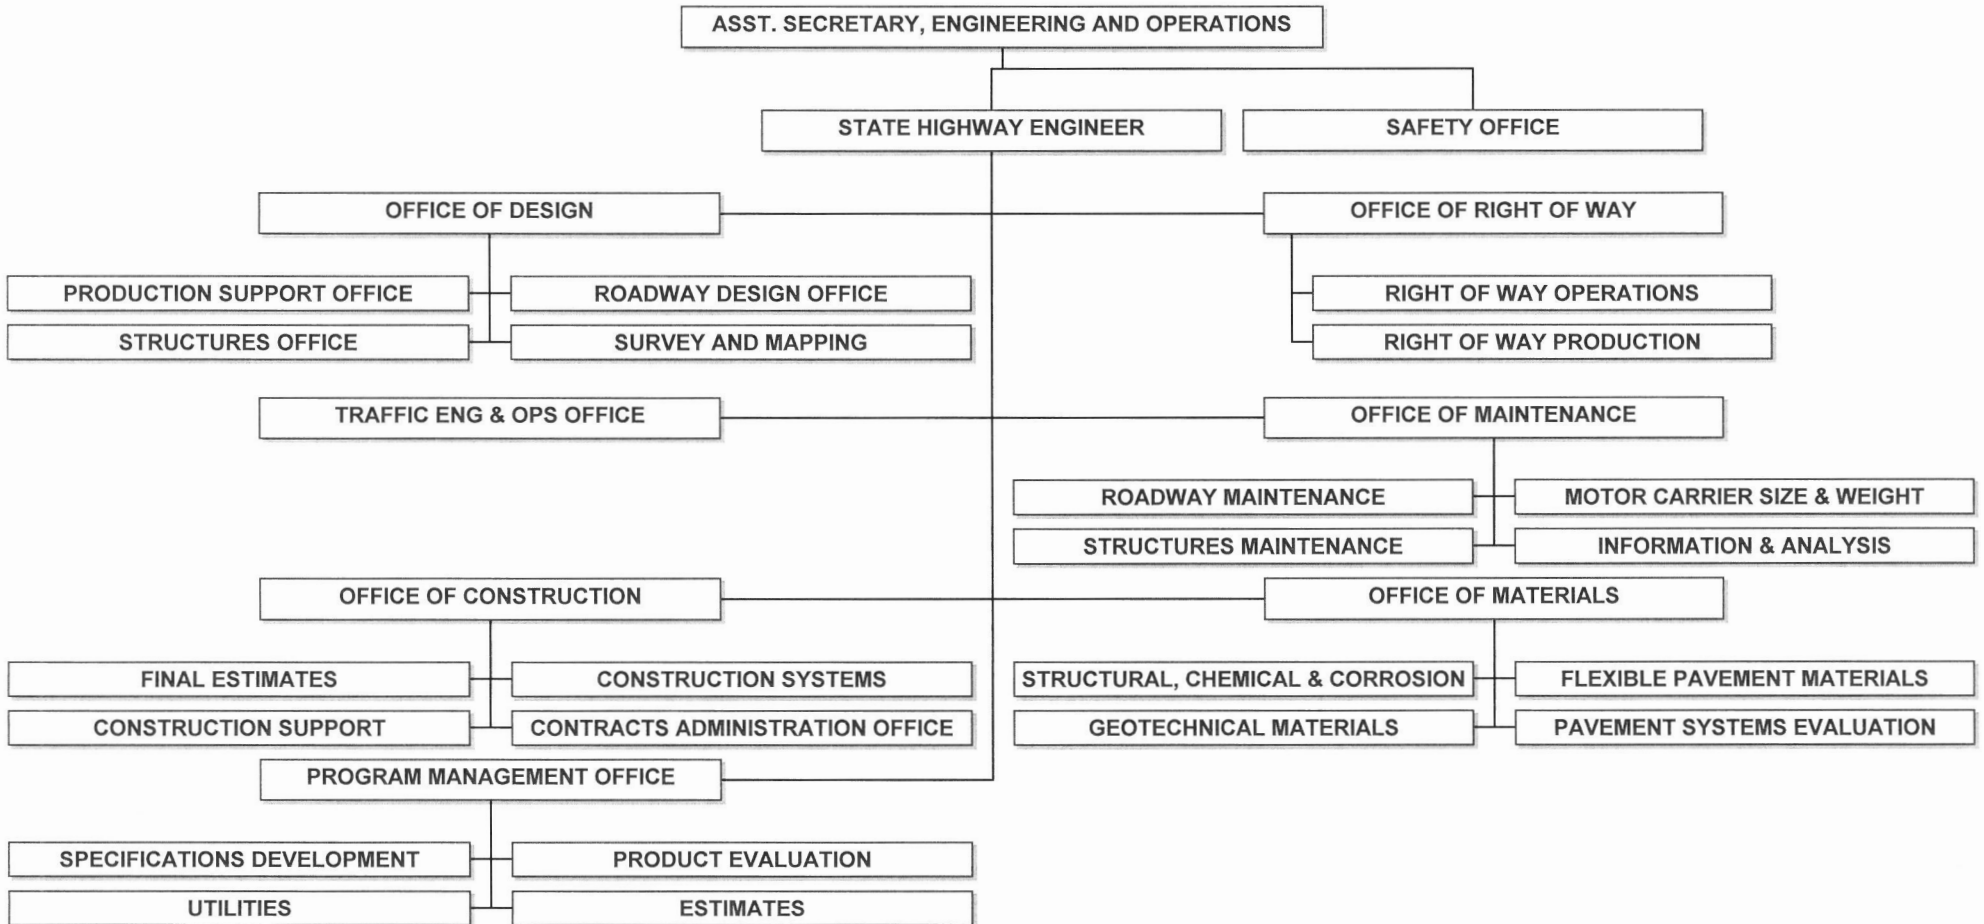 ASST. SECRETARY, ENGINEERING AND OPERATIONS
STATE HIGHWAY ENGINEER
SAFETY OFFICE
OFFICE OF DESIGN
OFFICE OF RIGHT OF WAY
PRODUCTION SUPPORT OFFICE
ROADWAY DESIGN OFFICE
RIGHT OF WAY OPERATIONS
STRUCTURES OFFICE
SURVEY AND MAPPING
RIGHT OF WAY PRODUCTION
TRAFFIC ENG & OPS OFFICE
OFFICE OF MAINTENANCE
ROADWAY MAINTENANCE
MOTOR CARRIER SIZE & WEIGHT
STRUCTURES MAINTENANCE
INFORMATION & ANALYSIS
OFFICE OF CONSTRUCTION
OFFICE OF MATERIALS
FINAL ESTIMATES
CONSTRUCTION SYSTEMS
STRUCTURAL, CHEMICAL & CORROSION
FLEXIBLE PAVEMENT MATERIALS
CONSTRUCTION SUPPORT
CONTRACTS ADMINISTRATION OFFICE
GEOTECHNICAL MATERIALS
PAVEMENT SYSTEMS EVALUATION
PROGRAM MANAGEMENT OFFICE
SPECIFICATIONS DEVELOPMENT
PRODUCT EVALUATION
UTILITIES
ESTIMATES